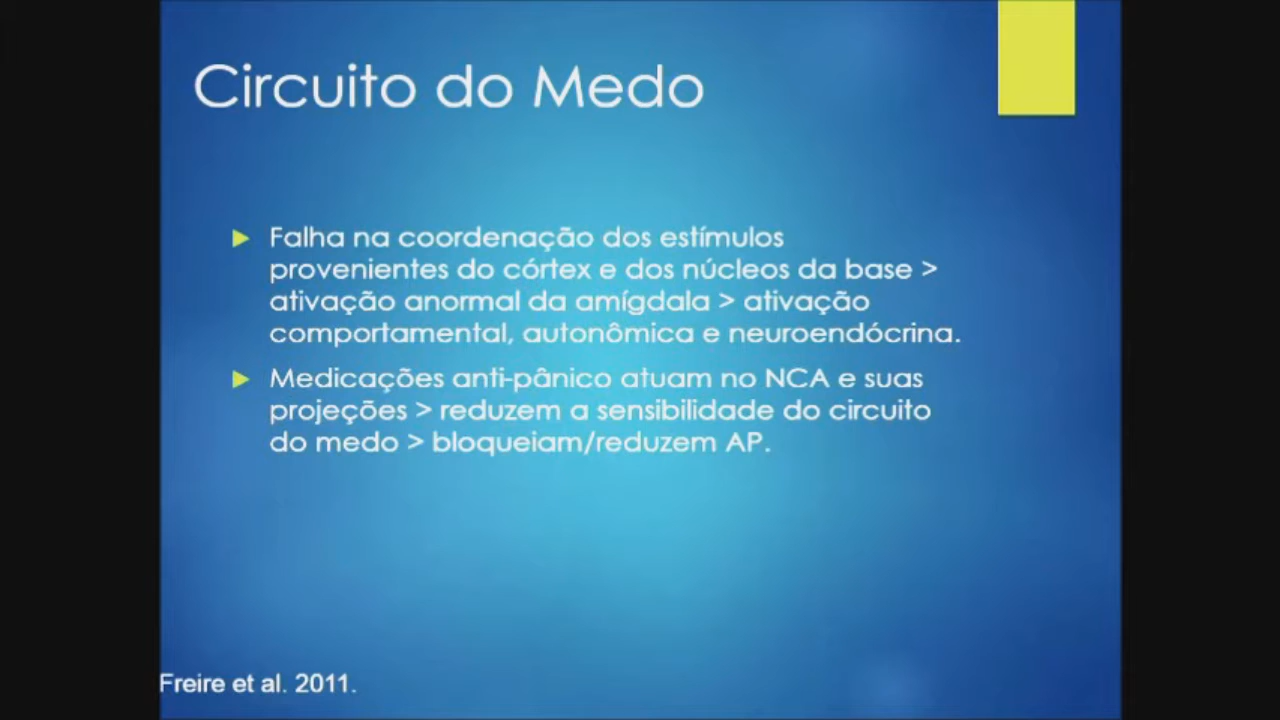 Circuito do Medo
Falha na coordenação dos estímulos
provenientes do córtex e dos núcleos da base >
ativação anormal da amígdala > ativação
comportamental, autonômica e neuroendócrina.
Medicações anti-pânico atuam no NCA e suas
projeções > reduzem a sensibilidade do circuito
do medo > bloqueiam/reduzem AP.
Freire et al. 2011.